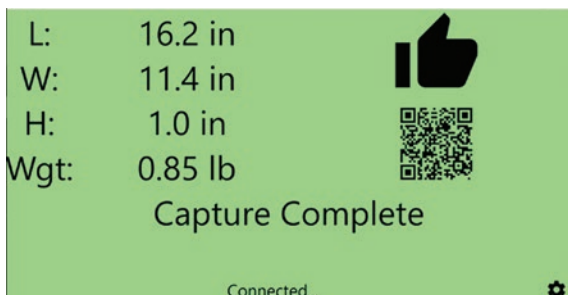 L: 16.2 in
W: 11.4 in
H: 1.0 in
Wgt: 0.85 lb
Capture Complete
Connected